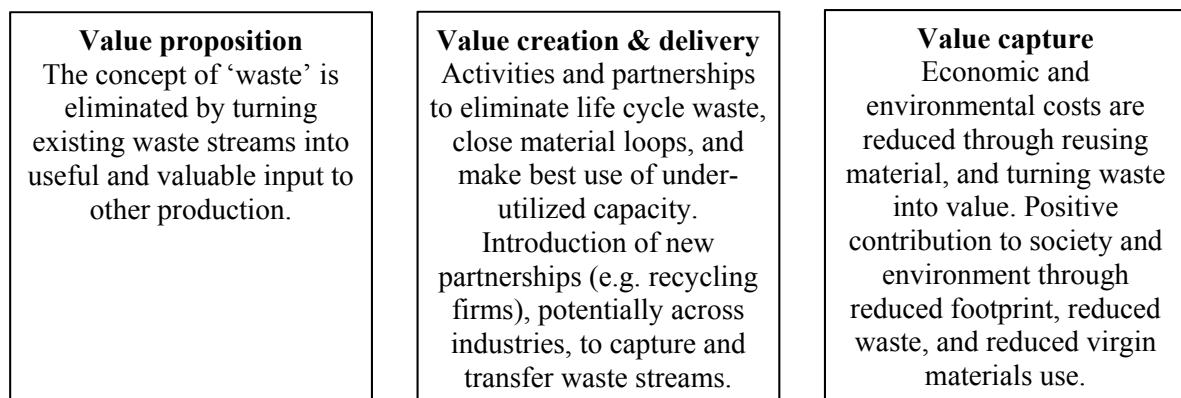 Value proposition
The concept of ‘waste’ is
eliminated by turning
existing waste streams into
useful and valuable input to
other production.
Value creation & delivery
Activities and partnerships
to eliminate life cycle waste,
close material loops, and
make best use of under-
utilized capacity.
Introduction of new
partnerships (e.g. recycling
firms), potentially across
industries, to capture and
transfer waste streams.
Value capture
Economic and
environmental costs are
reduced through reusing
material, and turning waste
into value. Positive
contribution to society and
environment through
reduced footprint, reduced
waste, and reduced virgin
materials use.